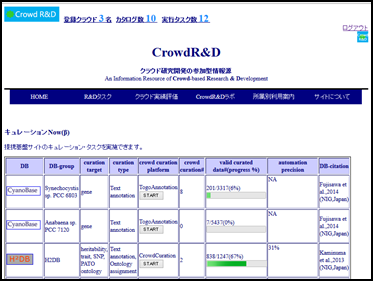 Crowd R&D 登録クラウド 3 名 カタログ数 10 実行タスク数 12
ログアウト
Crowd R&D
CrowdR&D
クラウド研究開発の参加型情報源
An Information Resource of Crowd-based Research & Development
HOME R&Dタスク クラウド実績評価 CrowdR&Dラボ 所属別利用案内 サイトについて
キュレーションNow(β)
提携基盤サイトのキュレーション・タスクを実施できます。
DB DB-group curation target curation type crowd curation platform crowd curation# valid curated data#(progress %) automation precision DB-citation
CyanoBase Synechocystis sp. PCC 6803 gene Text annotation TogoAnnotation START 8 201/3317(6%) NA Fujisawa et al.,2014 (NIG,Japan)
CyanoBase Anabaena sp. PCC 7120 gene Text annotation TogoAnnotation START 0 ?/5437(0%) NA Fujisawa et al.,2014 (NIG,Japan)
H2DB H2DB heritability, trait, SNP, PATO ontology Text annotation, Ontology assignment CrowdCuration START 2 838/1247(67%) 31% Kaminuma et al.,2013 (NIG,Japan)